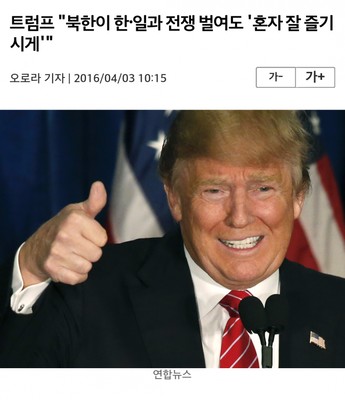 트럼프 "북한이 한·일과 전쟁 벌여도 '혼자 잘 즐기
시게'"
오로라 기자 | 2016/04/03 10:15
가- 가+
연합뉴스